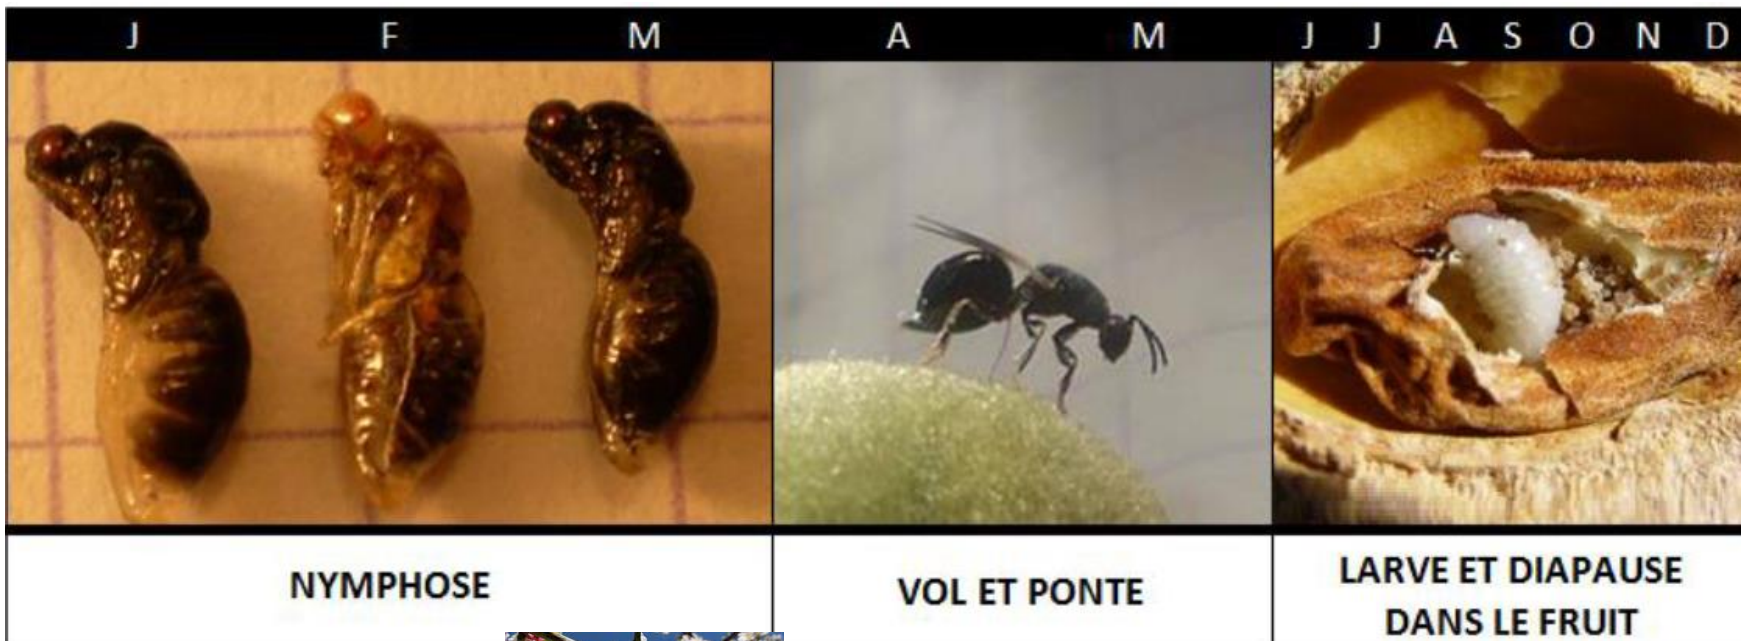 J F M A M J J A S O N D
NYMPHOSE
VOL ET PONTE
LARVE ET DIAPAUSE
DANS LE FRUIT